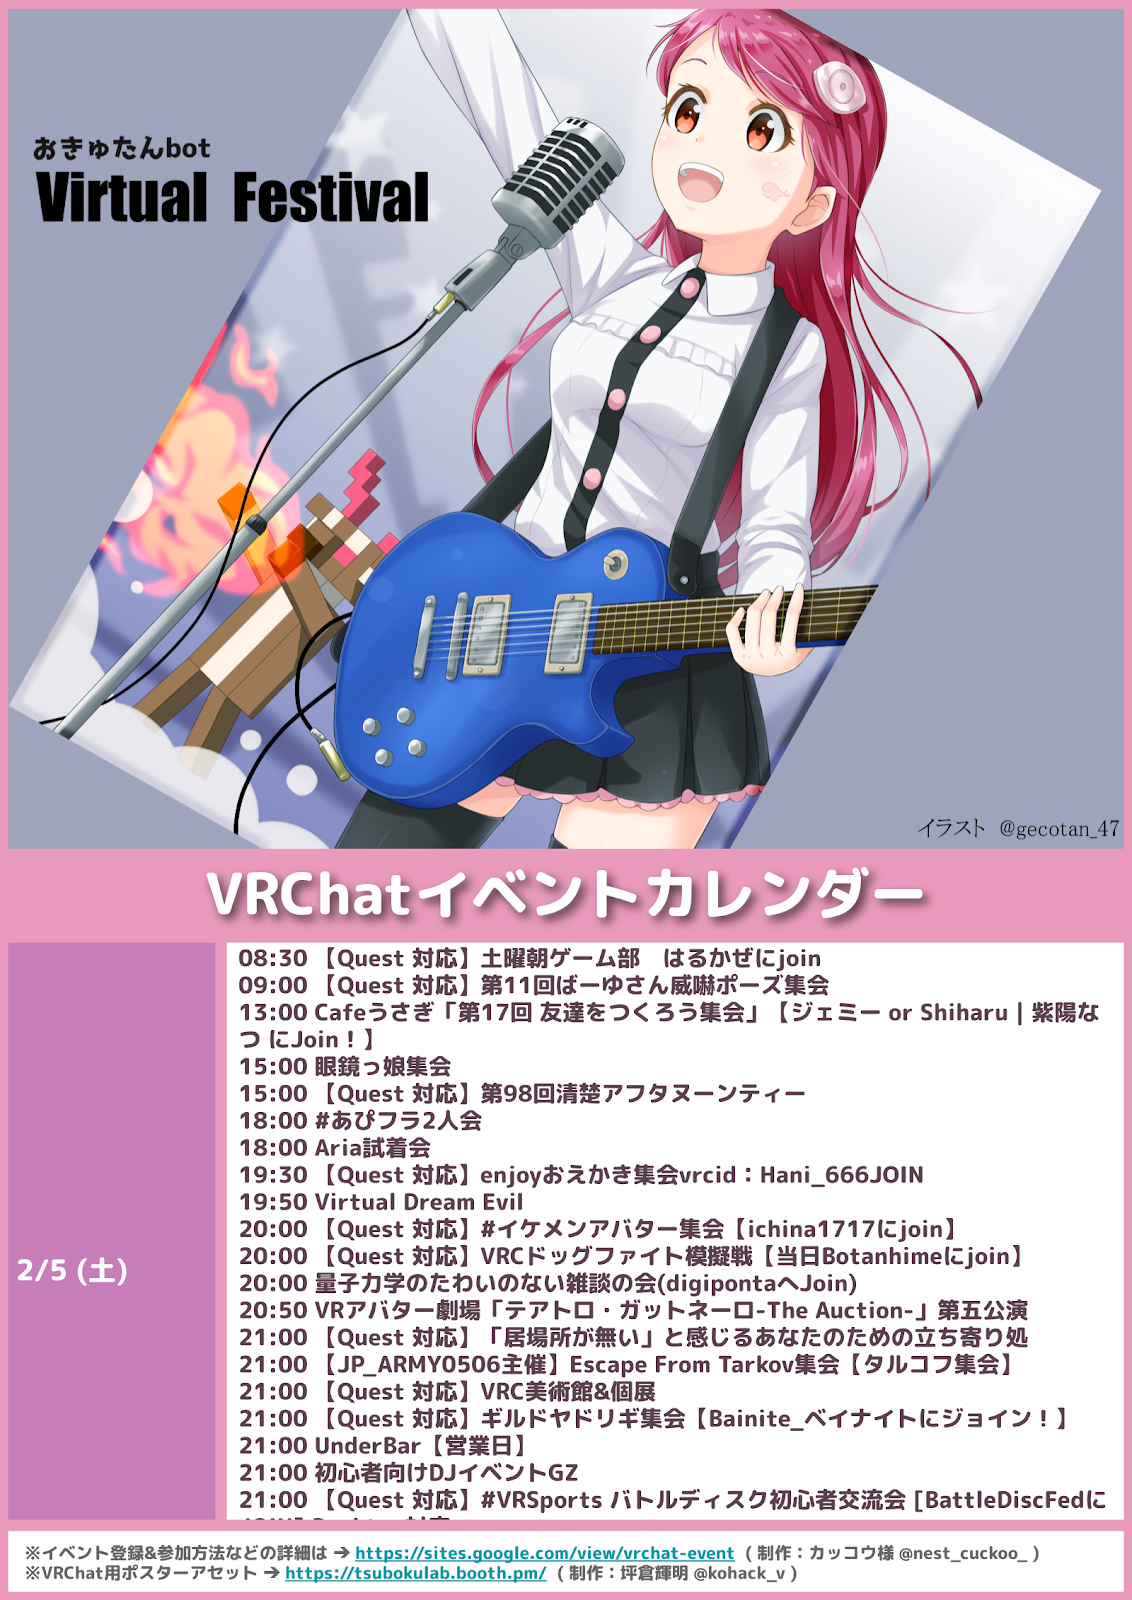 おきゅたんbot
Virtual Festival
イラスト @gecotan_47
VRChatイベントカレンダー
2/5 (土)
08:30 【Quest 対応】土曜朝ゲーム部　はるかぜにjoin
09:00 【Quest 対応】第11回ばーゆさん威嚇ポーズ集会
13:00 Cafeうさぎ「第17回 友達をつくろう集会」【ジェミー or Shiharu | 紫陽な
つ にJoin！】
15:00 眼鏡っ娘集会
15:00 【Quest 対応】第98回清楚アフタヌーンティー
18:00 #あぴフラ2人会
18:00 Aria試着会
19:30 【Quest 対応】enjoyおえかき集会vrcid：Hani_666JOIN
19:50 Virtual Dream Evil
20:00 【Quest 対応】#イケメンアバター集会【ichina1717にjoin】
20:00 【Quest 対応】VRCドッグファイト模擬戦【当日Botanhimeにjoin】
20:00 量子力学のたわいのない雑談の会(digipontaへJoin)
20:50 VRアバター劇場「テアトロ・ガットネーロ-The Auction-」第五公演
21:00 【Quest 対応】「居場所が無い」と感じるあなたのための立ち寄り処
21:00 【JP_ARMY0506主催】Escape From Tarkov集会【タルコフ集会】
21:00 【Quest 対応】VRC美術館&個展
21:00 【Quest 対応】ギルドヤドリギ集会【Bainite_ベイナイトにジョイン！】
21:00 UnderBar【営業日】
21:00 初心者向けDJイベントGZ
21:00 【Quest 対応】#VRSports バトルディスク初心者交流会 [BattleDiscFedに
※イベント登録&参加方法などの詳細は → https://sites.google.com/view/vrchat-event （ 制作：カッコウ様 @nest_cuckoo_ ）
※VRChat用ポスターアセット → https://tsubokulab.booth.pm/ （ 制作：坪倉輝明 @kohack_v ）